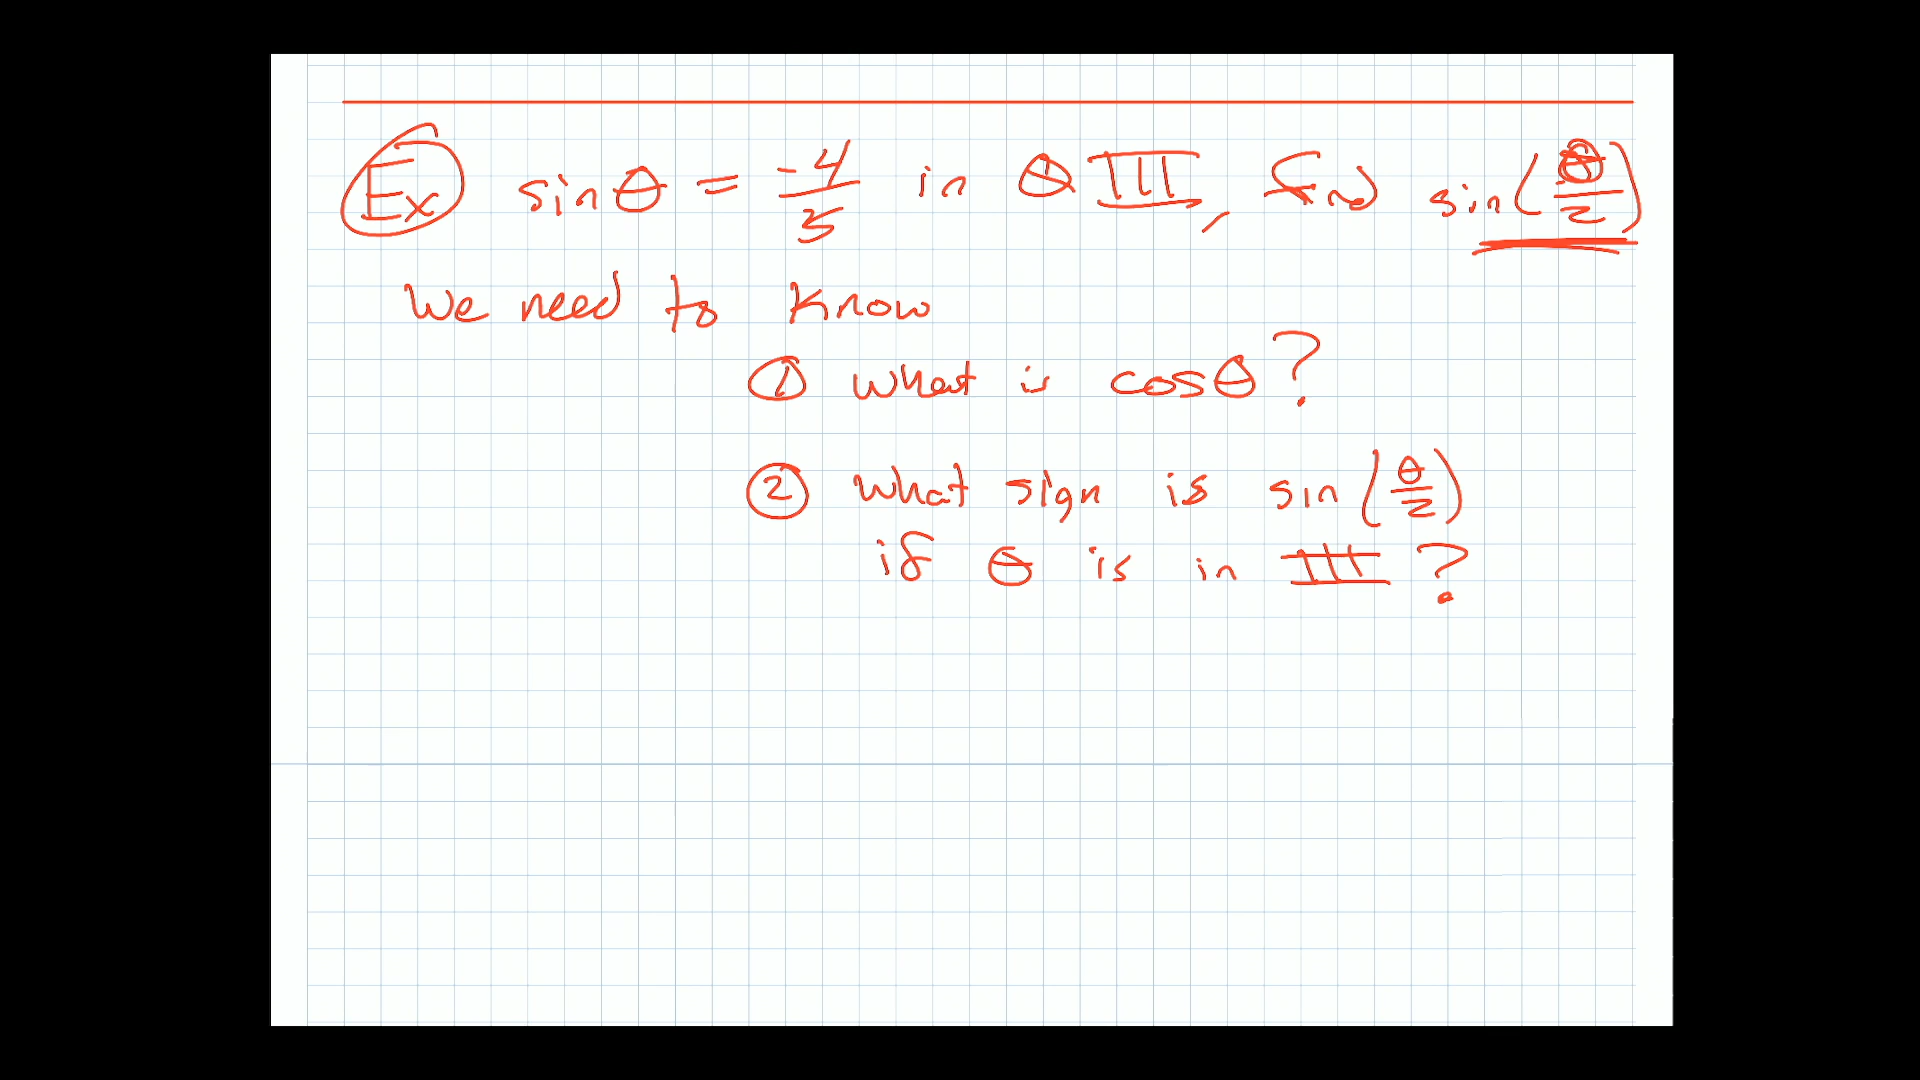 Ex sinθ = -4/5 in Q III, find sin(θ/2)
We need to know
① What is cosθ?
② What sign is sin(θ/2)
if θ is in III?